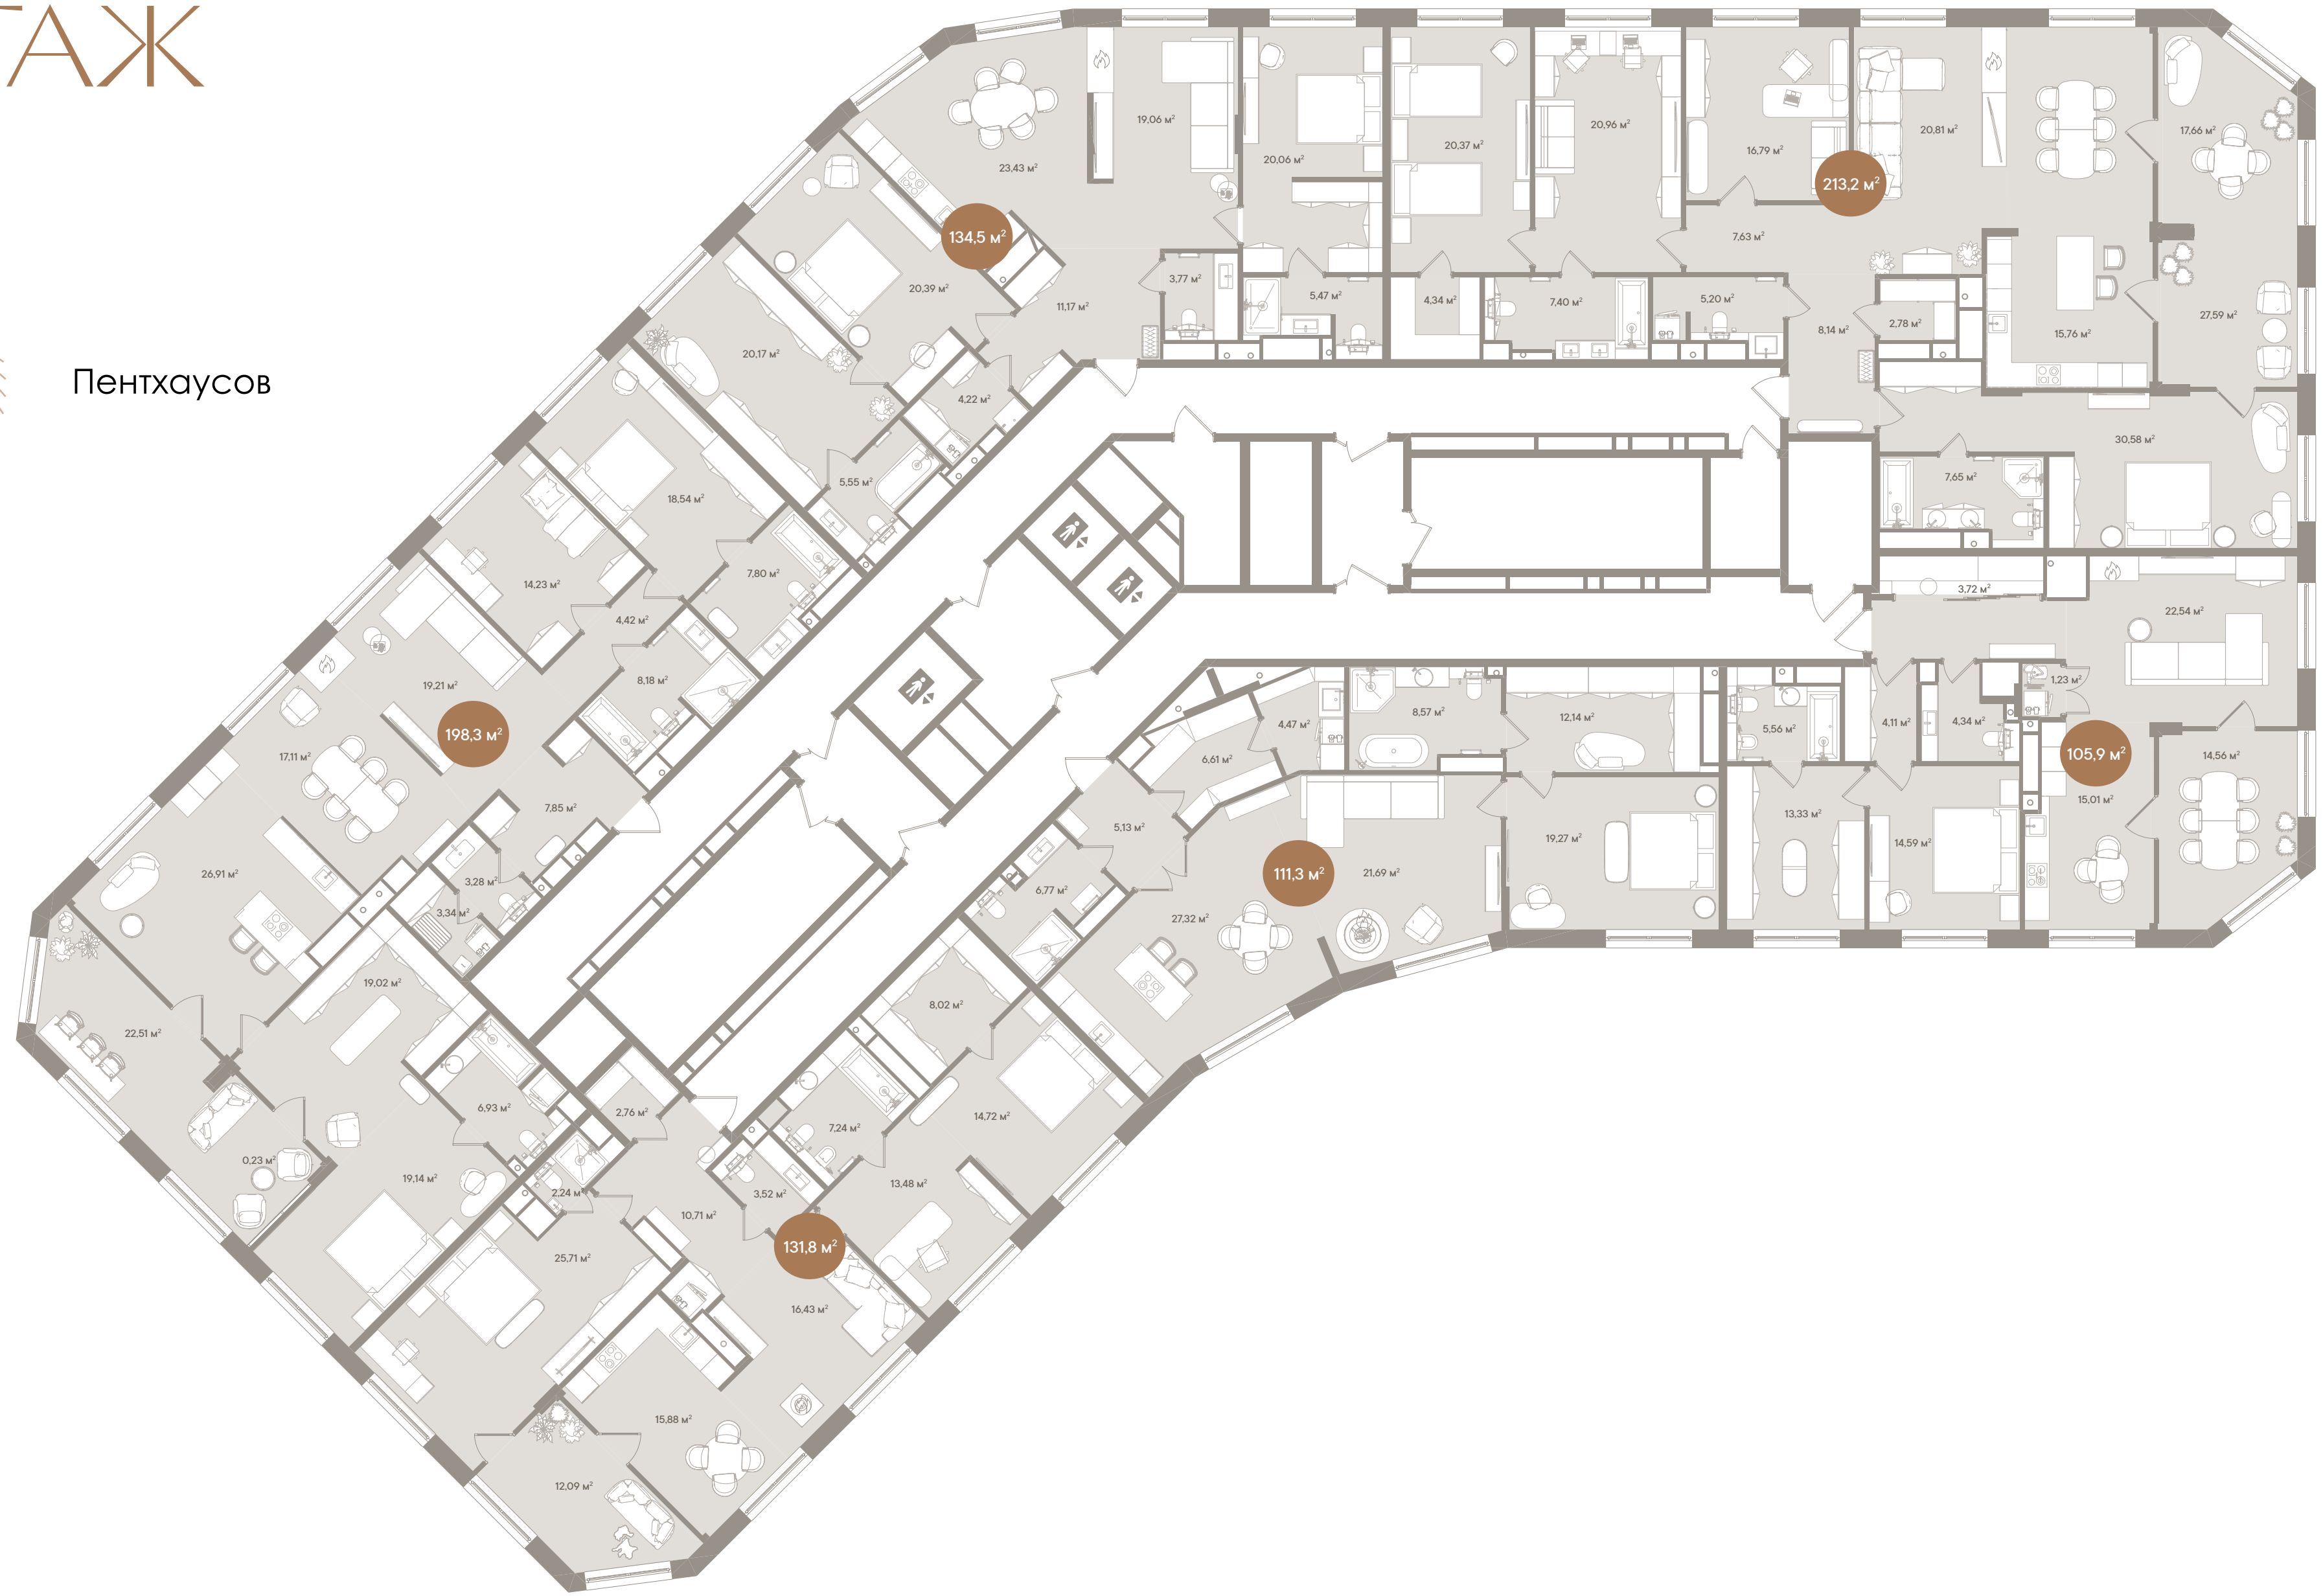 ТАЖ
Пентхаусов
23,43 м²
19,06 м²
20,06 м²
20,37 м²
20,96 м²
16,79 м²
20,81 м²
17,66 м²
213,2 м²
134,5 м²
7,63 м²
20,39 м²
11,17 м²
3,77 м²
5,47 м²
4,34 м²
7,40 м²
5,20 м²
8,14 м²
2,78 м²
15,76 м²
27,59 м²
20,17 м²
4,22 м²
30,58 м²
7,65 м²
5,55 м²
18,54 м²
7,80 м²
14,23 м²
4,42 м²
3,72 м²
22,54 м²
8,18 м²
19,21 м²
1,23 м²
198,3 м²
17,11 м²
4,47 м²
8,57 м²
12,14 м²
5,56 м²
4,11 м²
4,34 м²
105,9 м²
6,61 м²
14,56 м²
7,85 м²
5,13 м²
15,01 м²
13,33 м²
19,27 м²
14,59 м²
111,3 м²
21,69 м²
26,91 м²
3,28 м²
6,77 м²
3,34 м²
27,32 м²
19,02 м²
8,02 м²
22,51 м²
6,93 м²
2,76 м²
7,24 м²
14,72 м²
0,23 м²
19,14 м²
2,24 м
3,52 м²
13,48 м²
10,71 м²
131,8 м²
25,71 м²
16,43 м²
15,88 м²
12,09 м²